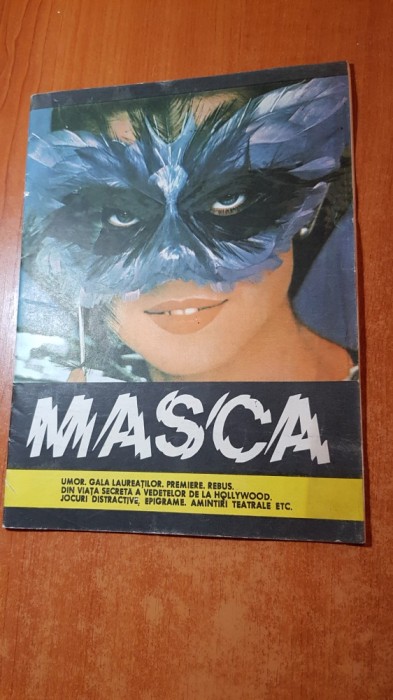 MASCA
UMOR. GALA LAUREAȚILOR. PREMIERE. REBUS.
DIN VIAȚA SECRETĂ A VEDETELOR DE LA HOLLYWOOD.
JOCURI DISTRACTIVE, EPIGRAME. AMINTIRI TEATRALE ETC.